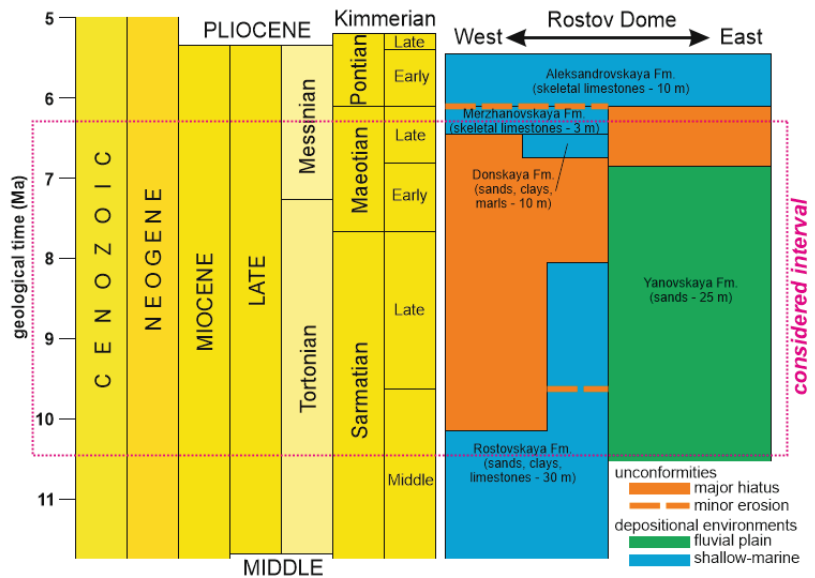 Kimmerian
Rostov Dome
West
East
5
6
7
8
9
10
11
geological time (Ma)
CENOZOIC
NEOGENE
PLIOCENE
MIOCENE
MIDDLE
LATE
Messinian
Tortonian
Pontian
Maeotian
Sarmatian
Late
Early
Late
Early
Late
Middle
Aleksandrovskaya Fm.
(skeletal limestones - 10 m)
Merzhanovskaya Fm.
(skeletal limestones - 3 m)
Donskaya Fm.
(sands, clays,
marls - 10 m)
Yanovskaya Fm.
(sands - 25 m)
Rostovskaya Fm.
(sands, clays,
limestones - 30 m)
considered interval
unconformities
major hiatus
minor erosion
depositional environments
fluvial plain
shallow-marine